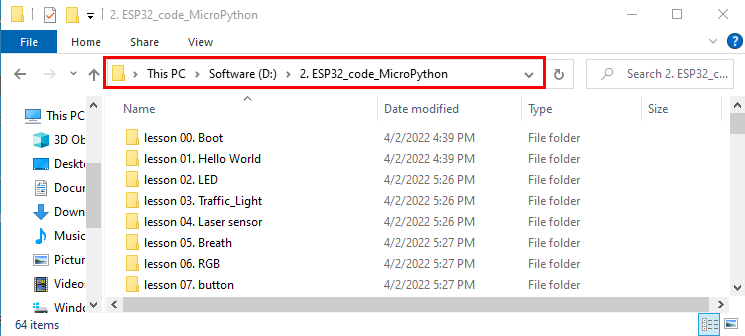 2. ESP32_code_MicroPython
File Home Share View
This PC > Software (D:) > 2. ESP32_code_MicroPython
Search 2. ESP32_c...
Name Date modified Type Size
This PC
3D Obj
Deskto
Docum
Downl
Music
Picture
Videos
Windo
lesson 00. Boot 4/2/2022 4:39 PM File folder
lesson 01. Hello World 4/2/2022 4:39 PM File folder
lesson 02. LED 4/2/2022 5:26 PM File folder
lesson 03. Traffic_Light 4/2/2022 5:26 PM File folder
lesson 04. Laser sensor 4/2/2022 5:26 PM File folder
lesson 05. Breath 4/2/2022 5:27 PM File folder
lesson 06. RGB 4/2/2022 5:27 PM File folder
lesson 07. button 4/2/2022 5:27 PM File folder
64 items